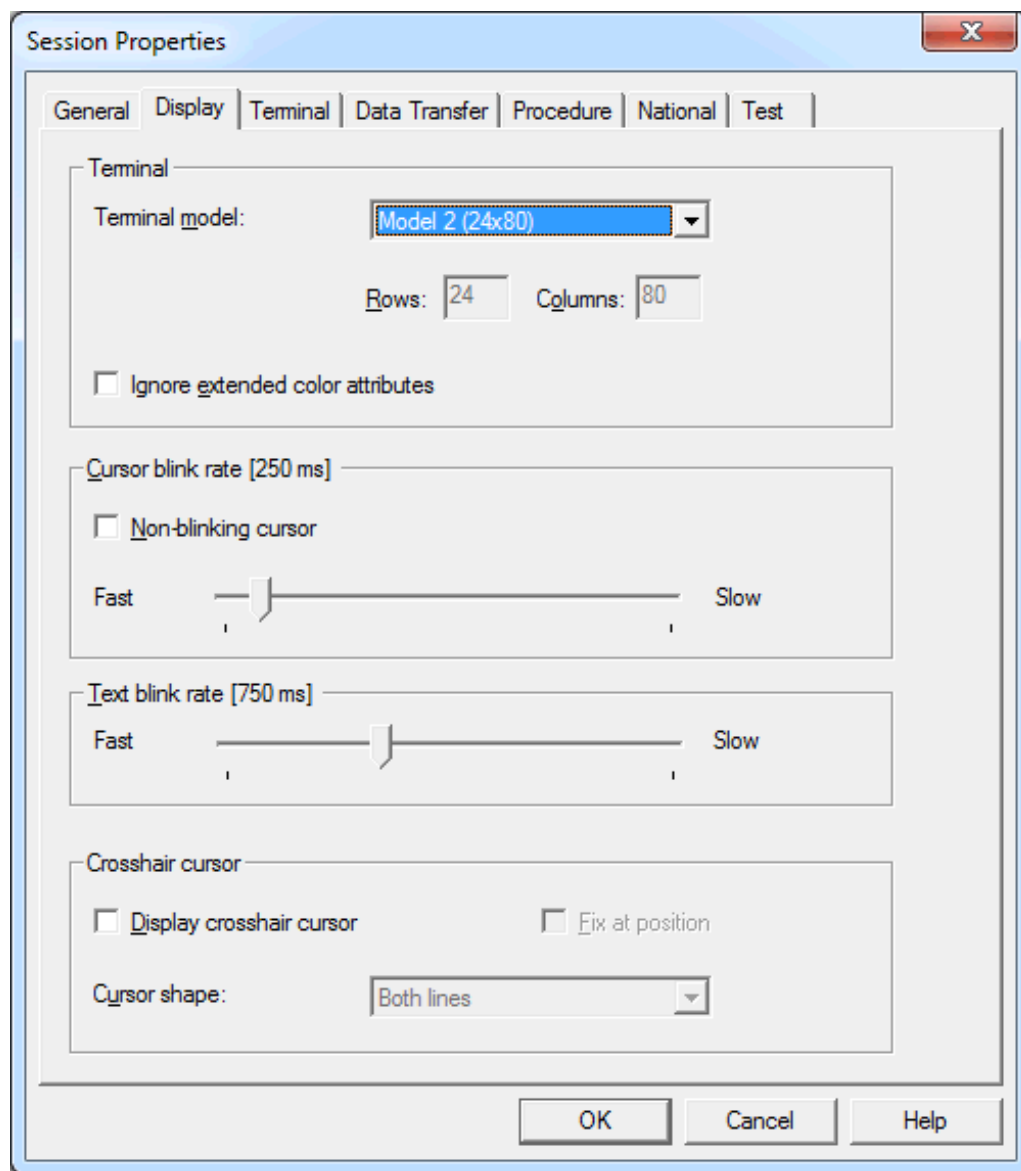 Session Properties
General Display Terminal Data Transfer Procedure National Test
Terminal
Terminal model: Model 2 (24x80)
Rows: 24 Columns: 80
Ignore extended color attributes
Cursor blink rate [250 ms]
Non-blinking cursor
Fast Slow
Text blink rate [750 ms]
Fast Slow
Crosshair cursor
Display crosshair cursor Fix at position
Cursor shape: Both lines
OK Cancel Help